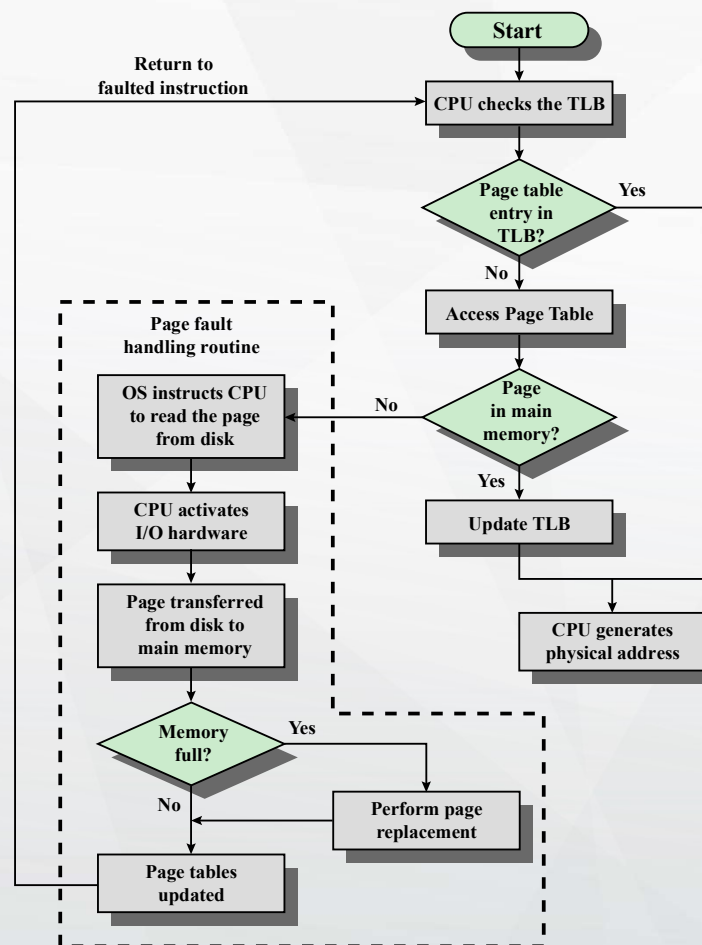 Start
Return to
faulted instruction
CPU checks the TLB
Page table
entry in
TLB?
Yes
No
Access Page Table
Page fault
handling routine
OS instructs CPU
to read the page
from disk
No
Page
in main
memory?
Yes
CPU activates
I/O hardware
Update TLB
Page transferred
from disk to
main memory
CPU generates
physical address
Memory
full?
Yes
No
Perform page
replacement
Page tables
updated